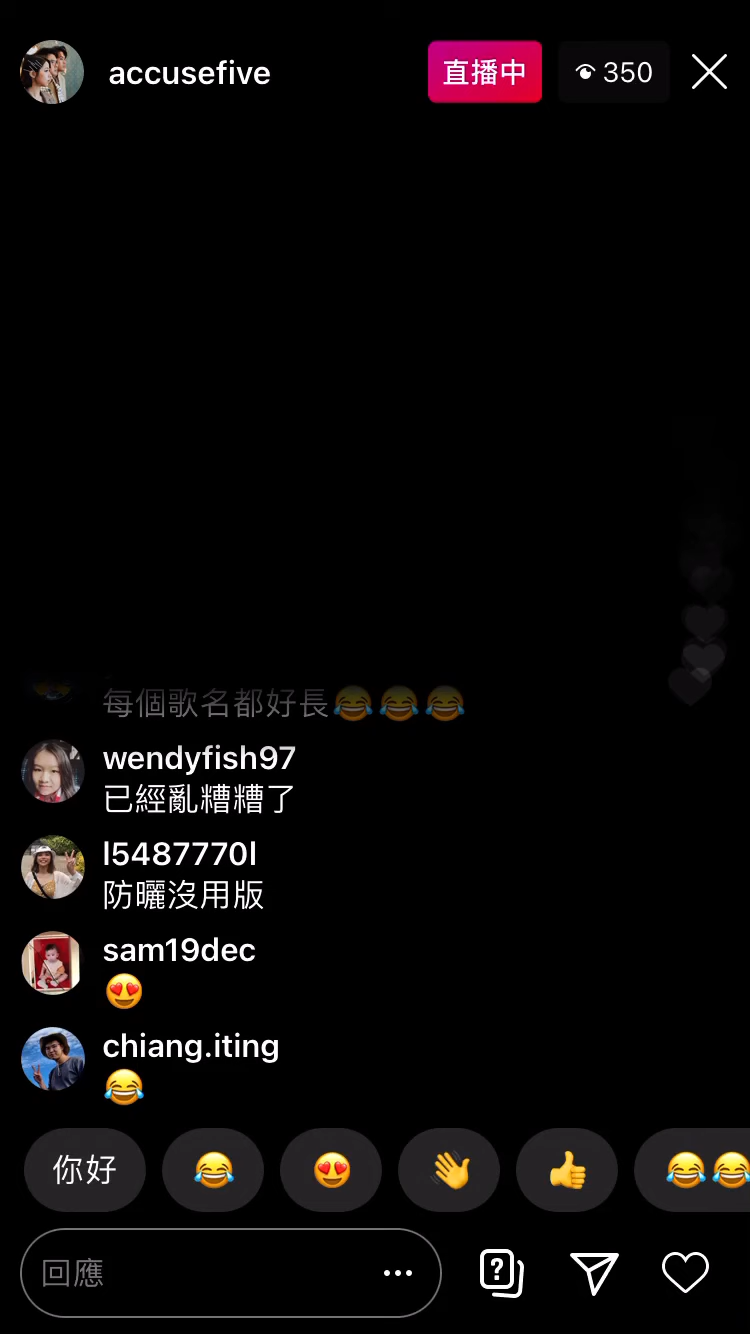 accusefive
直播中
350
每個歌名都好長😂😂😂
wendyfish97
已經亂糟糟了
l5487770l
防曬沒用版
sam19dec
😍
chiang.iting
😂
你好 😂 😍 👋 👍 😂😂
回應